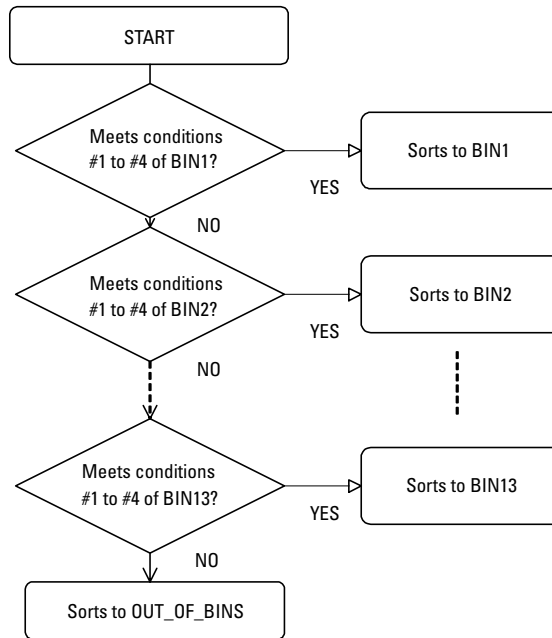 START
Meets conditions
#1 to #4 of BIN1?
Sorts to BIN1
YES
NO
Meets conditions
#1 to #4 of BIN2?
Sorts to BIN2
YES
NO
Meets conditions
#1 to #4 of BIN13?
Sorts to BIN13
YES
NO
Sorts to OUT_OF_BINS